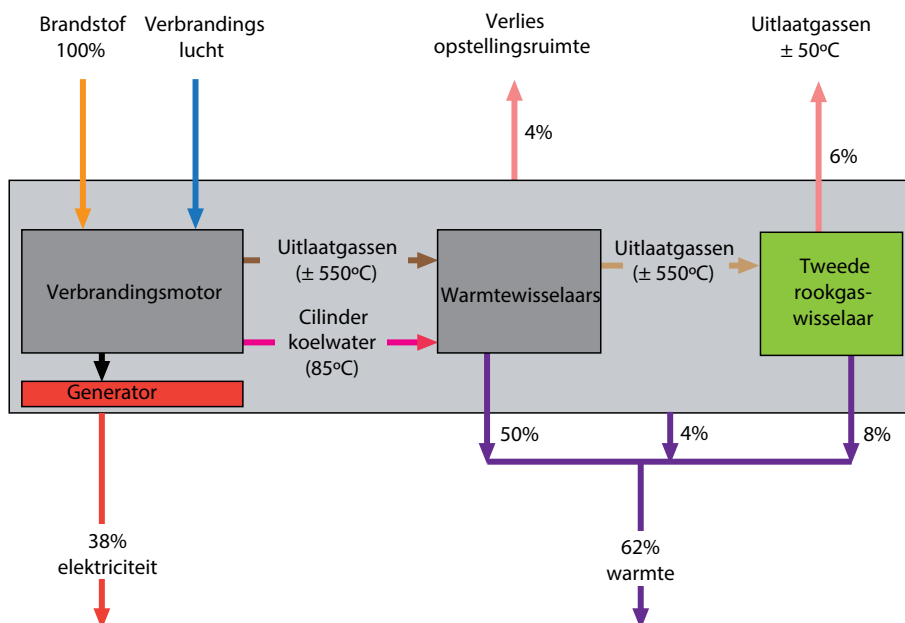 Brandstof
100%
Verbrandings
lucht
Verlies
opstellingsruimte
Uitlaatgassen
± 50ºC
4%
6%
Verbrandingsmotor
Uitlaatgassen
(± 550ºC)
Cilinder
koelwater
(85ºC)
Warmtewisselaars
Uitlaatgassen
(± 550ºC)
Tweede
rookgas-
wisselaar
Generator
50%
4%
8%
38%
elektriciteit
62%
warmte